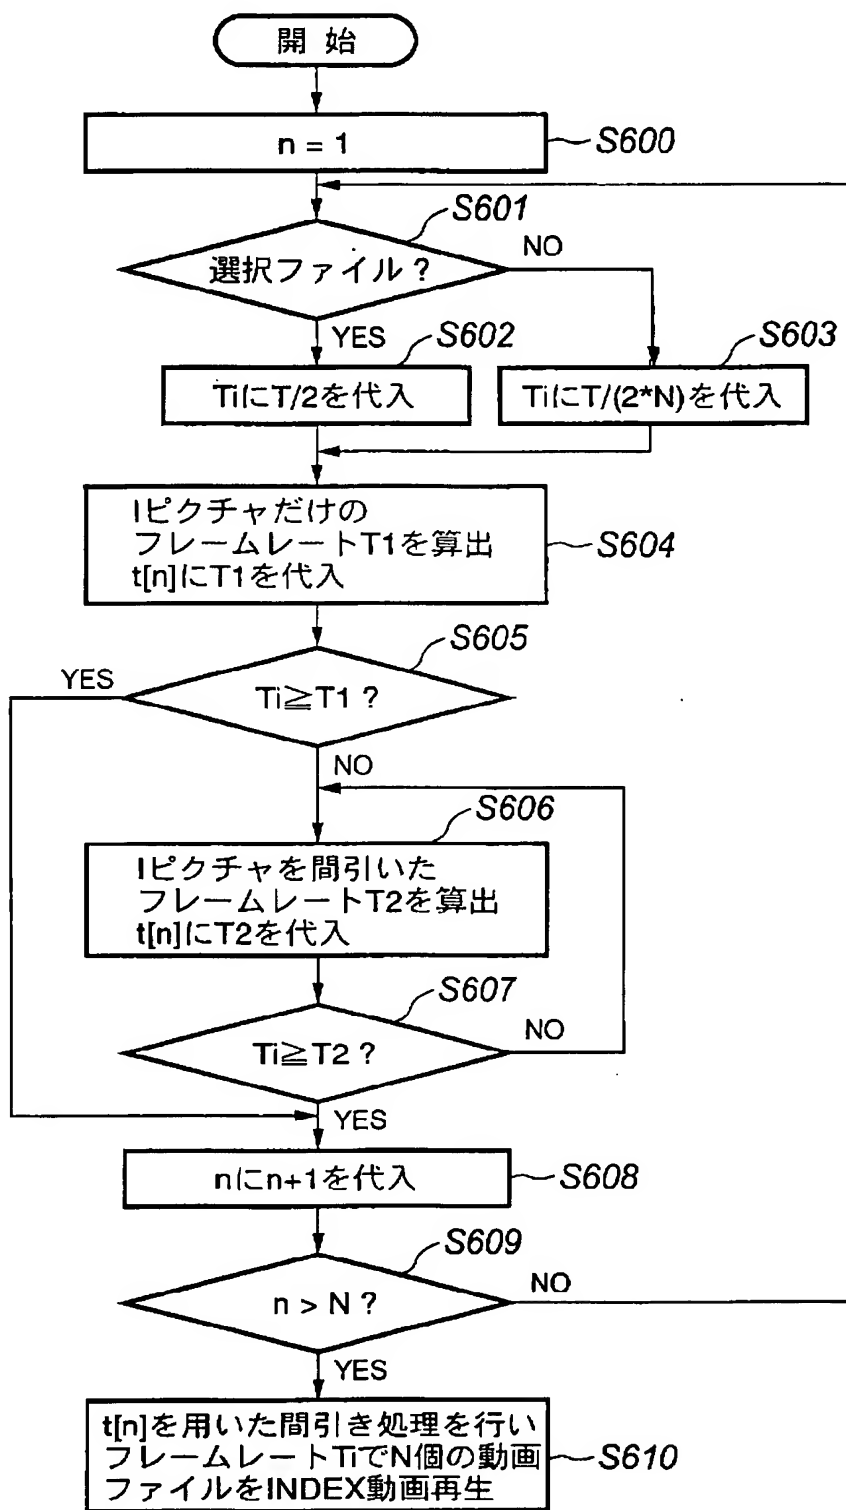 開 始
n = 1
S600
S601
選択ファイル？
NO
YES
S602
S603
TiにT/2を代入
TiにT/(2*N)を代入
Iピクチャだけの
フレームレートT1を算出
t[n]にT1を代入
S604
S605
YES
Ti≧T1？
NO
S606
Iピクチャを間引いた
フレームレートT2を算出
t[n]にT2を代入
S607
NO
Ti≧T2？
YES
nにn+1を代入
S608
S609
NO
n > N？
YES
t[n]を用いた間引き処理を行い
フレームレートTiでN個の動画
ファイルをINDEX動画再生
S610